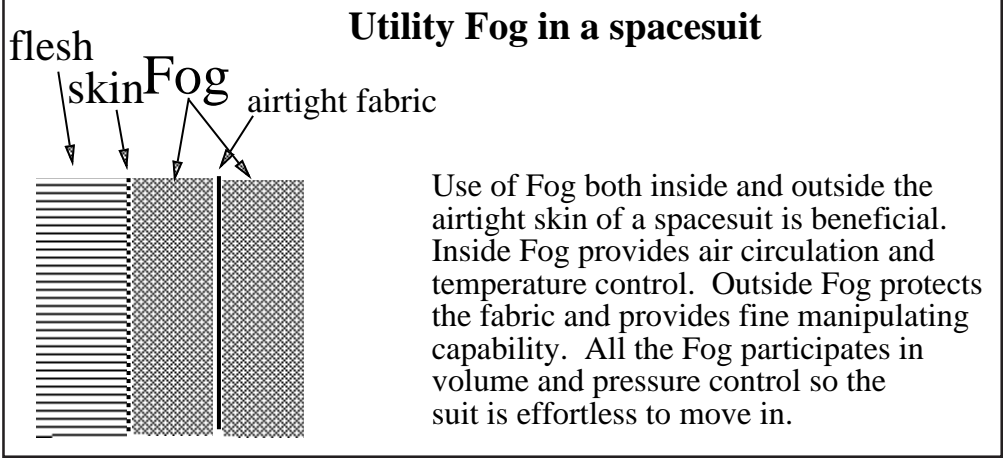 Utility Fog in a spacesuit
flesh
skin
Fog
airtight fabric
Use of Fog both inside and outside the
airtight skin of a spacesuit is beneficial.
Inside Fog provides air circulation and
temperature control.  Outside Fog protects
the fabric and provides fine manipulating
capability.  All the Fog participates in
volume and pressure control so the
suit is effortless to move in.